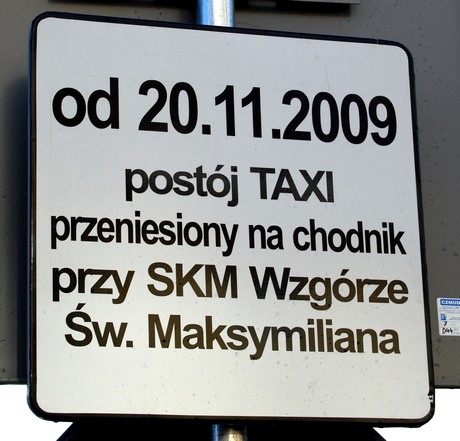 od 20.11.2009
postój TAXI
przeniesiony na chodnik
przy SKM Wzgórze
Św. Maksymiliana